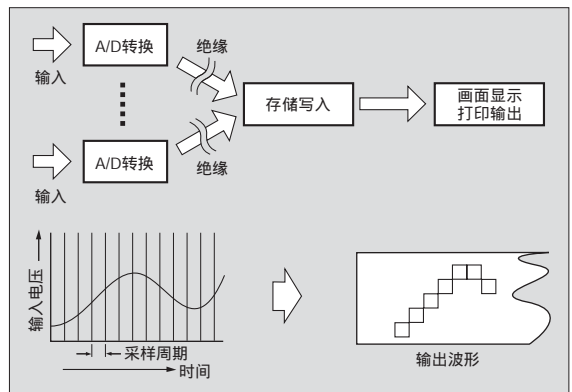 A/D转换
绝缘
输入
存储写入
画面显示
打印输出
A/D转换
绝缘
输入
输入电压
采样周期
时间
输出波形